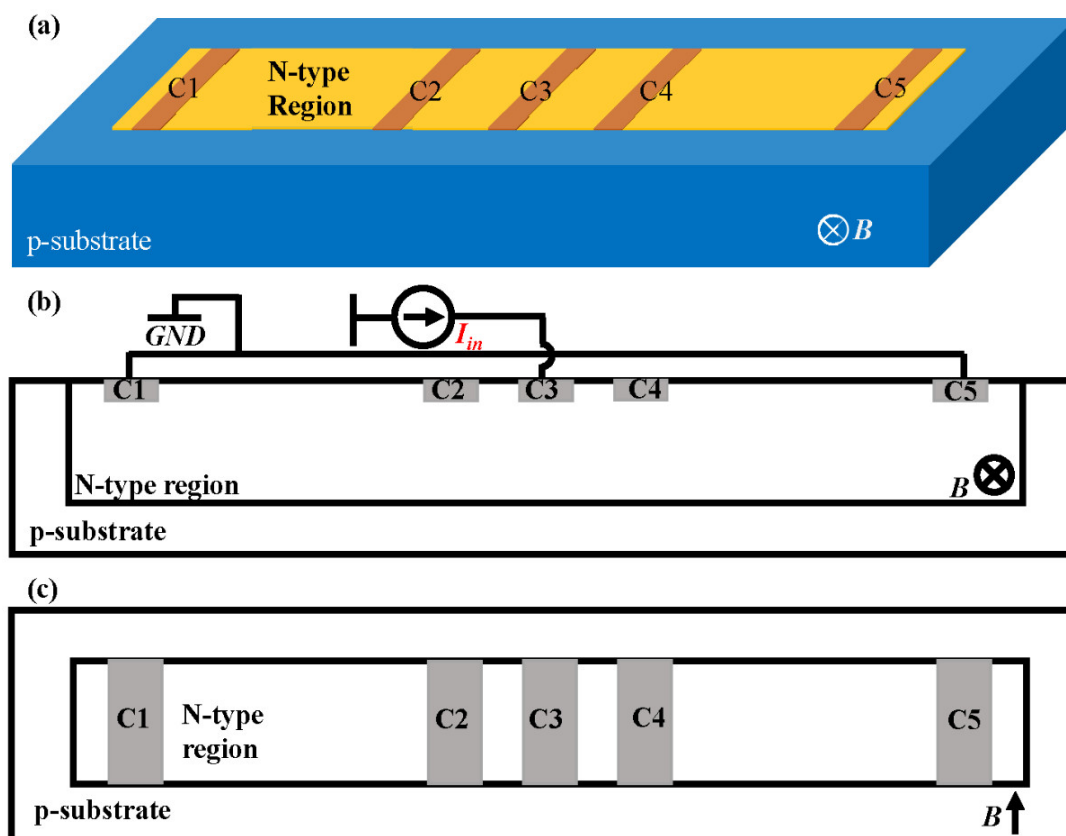 (a)
C1
N-type
Region
C2
C3
C4
C5
p-substrate
B
(b)
GND
I_in
C1
C2
C3
C4
C5
N-type region
B
p-substrate
(c)
C1
N-type
region
C2
C3
C4
C5
p-substrate
B